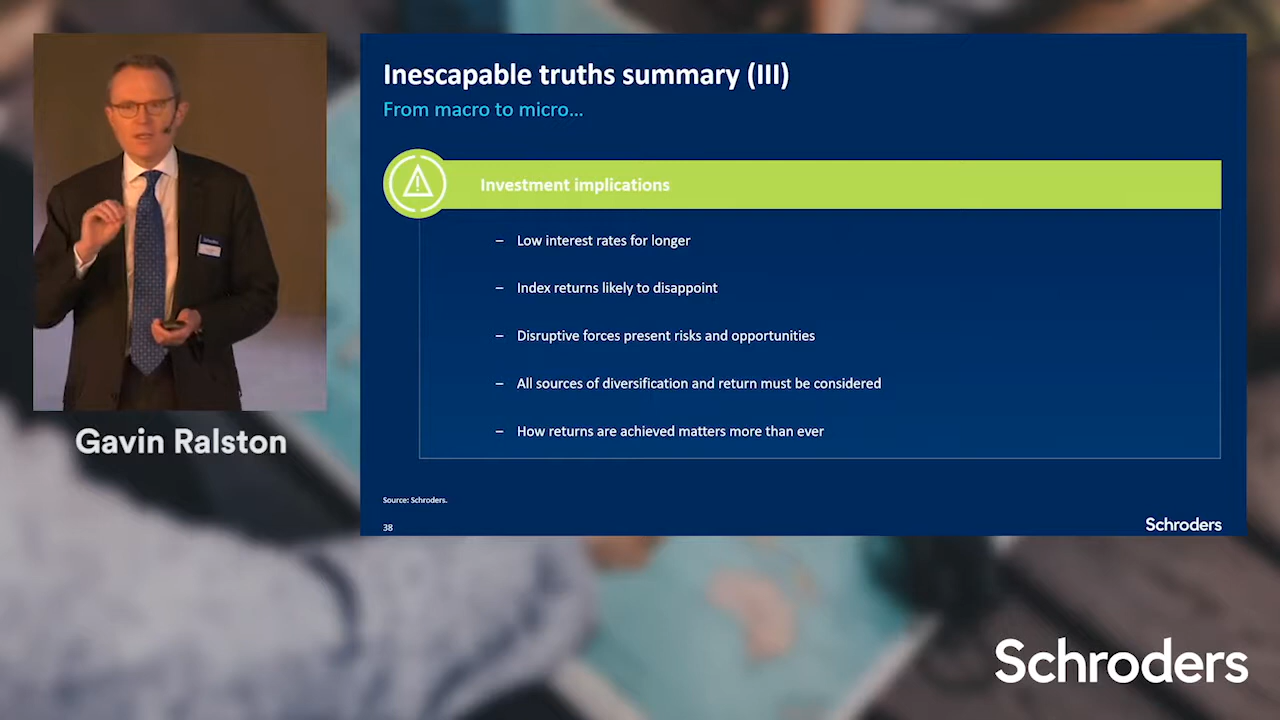 Inescapable truths summary (III)
From macro to micro...
Investment implications
– Low interest rates for longer
– Index returns likely to disappoint
– Disruptive forces present risks and opportunities
– All sources of diversification and return must be considered
– How returns are achieved matters more than ever
Source: Schroders.
38
Schroders
Gavin Ralston
Schroders